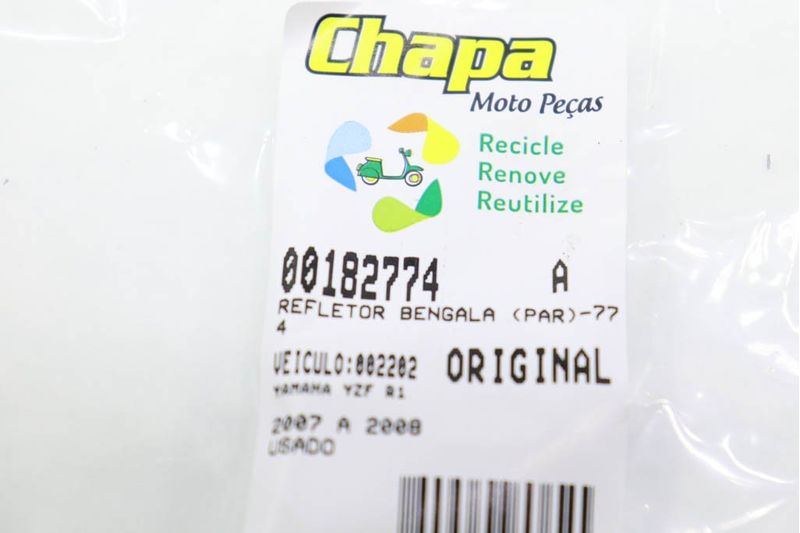 Chapa
Moto Peças
Recicle
Renove
Reutilize
00182774 A
REFLETOR BENGALA (PAR)-77
4
VEICULO:002202 ORIGINAL
YAMAHA YZF R1
2007 A 2008
USADO